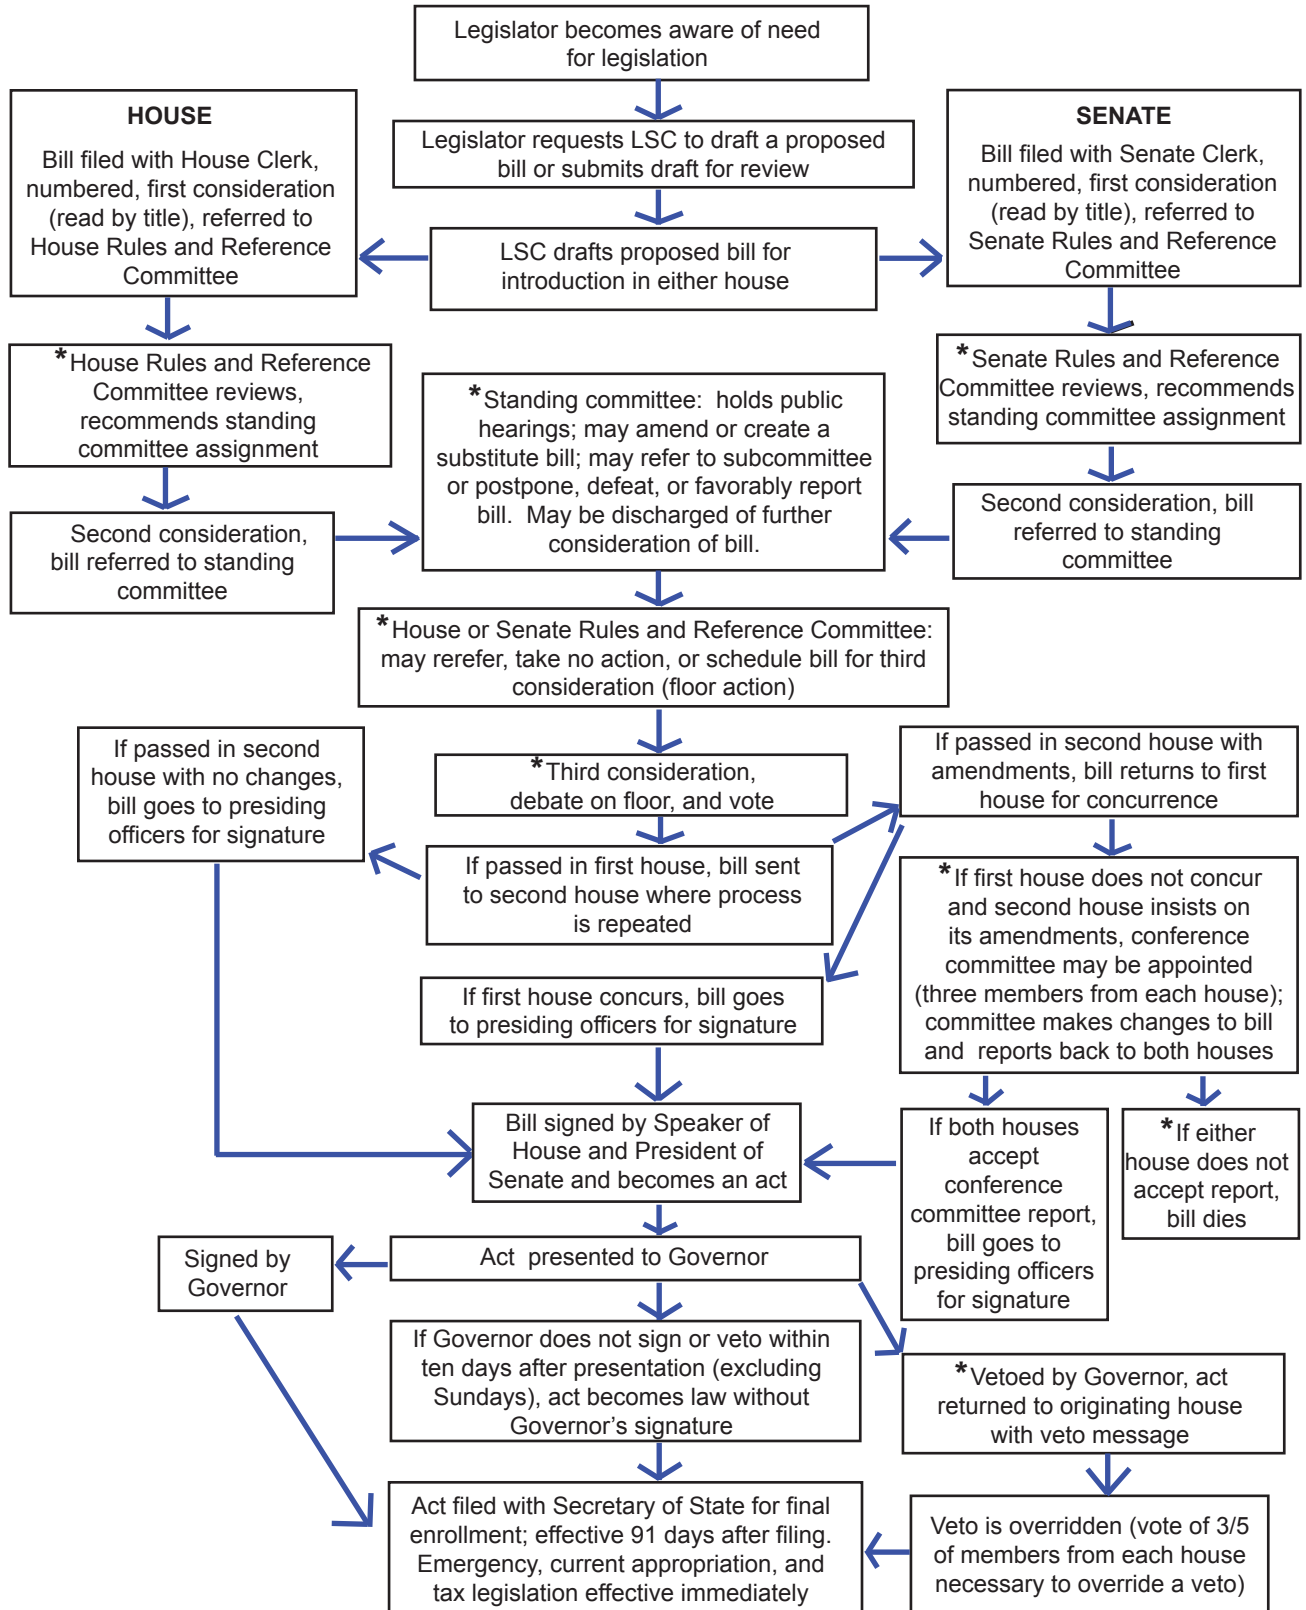 Legislator becomes aware of need
for legislation
HOUSE
Bill filed with House Clerk,
numbered, first consideration
(read by title), referred to
House Rules and Reference
Committee
Legislator requests LSC to draft a proposed
bill or submits draft for review
SENATE
Bill filed with Senate Clerk,
numbered, first consideration
(read by title), referred to
Senate Rules and Reference
Committee
LSC drafts proposed bill for
introduction in either house
*House Rules and Reference
Committee reviews,
recommends standing
committee assignment
*Standing committee: holds public
hearings; may amend or create a
substitute bill; may refer to subcommittee
or postpone, defeat, or favorably report
bill. May be discharged of further
consideration of bill.
*Senate Rules and Reference
Committee reviews, recommends
standing committee assignment
Second consideration,
bill referred to standing
committee
Second consideration, bill
referred to standing
committee
*House or Senate Rules and Reference Committee:
may rerefer, take no action, or schedule bill for third
consideration (floor action)
If passed in second
house with no changes,
bill goes to presiding
officers for signature
*Third consideration,
debate on floor, and vote
If passed in second house with
amendments, bill returns to first
house for concurrence
If passed in first house, bill sent
to second house where process
is repeated
*If first house does not concur
and second house insists on
its amendments, conference
committee may be appointed
(three members from each house);
committee makes changes to bill
and reports back to both houses
If first house concurs, bill goes
to presiding officers for signature
Bill signed by Speaker of
House and President of
Senate and becomes an act
If both houses
accept
conference
committee report,
bill goes to
presiding officers
for signature
*If either
house does not
accept report,
bill dies
Signed by
Governor
Act presented to Governor
If Governor does not sign or veto within
ten days after presentation (excluding
Sundays), act becomes law without
Governor's signature
*Vetoed by Governor, act
returned to originating house
with veto message
Act filed with Secretary of State for final
enrollment; effective 91 days after filing.
Emergency, current appropriation, and
tax legislation effective immediately
Veto is overridden (vote of 3/5
of members from each house
necessary to override a veto)